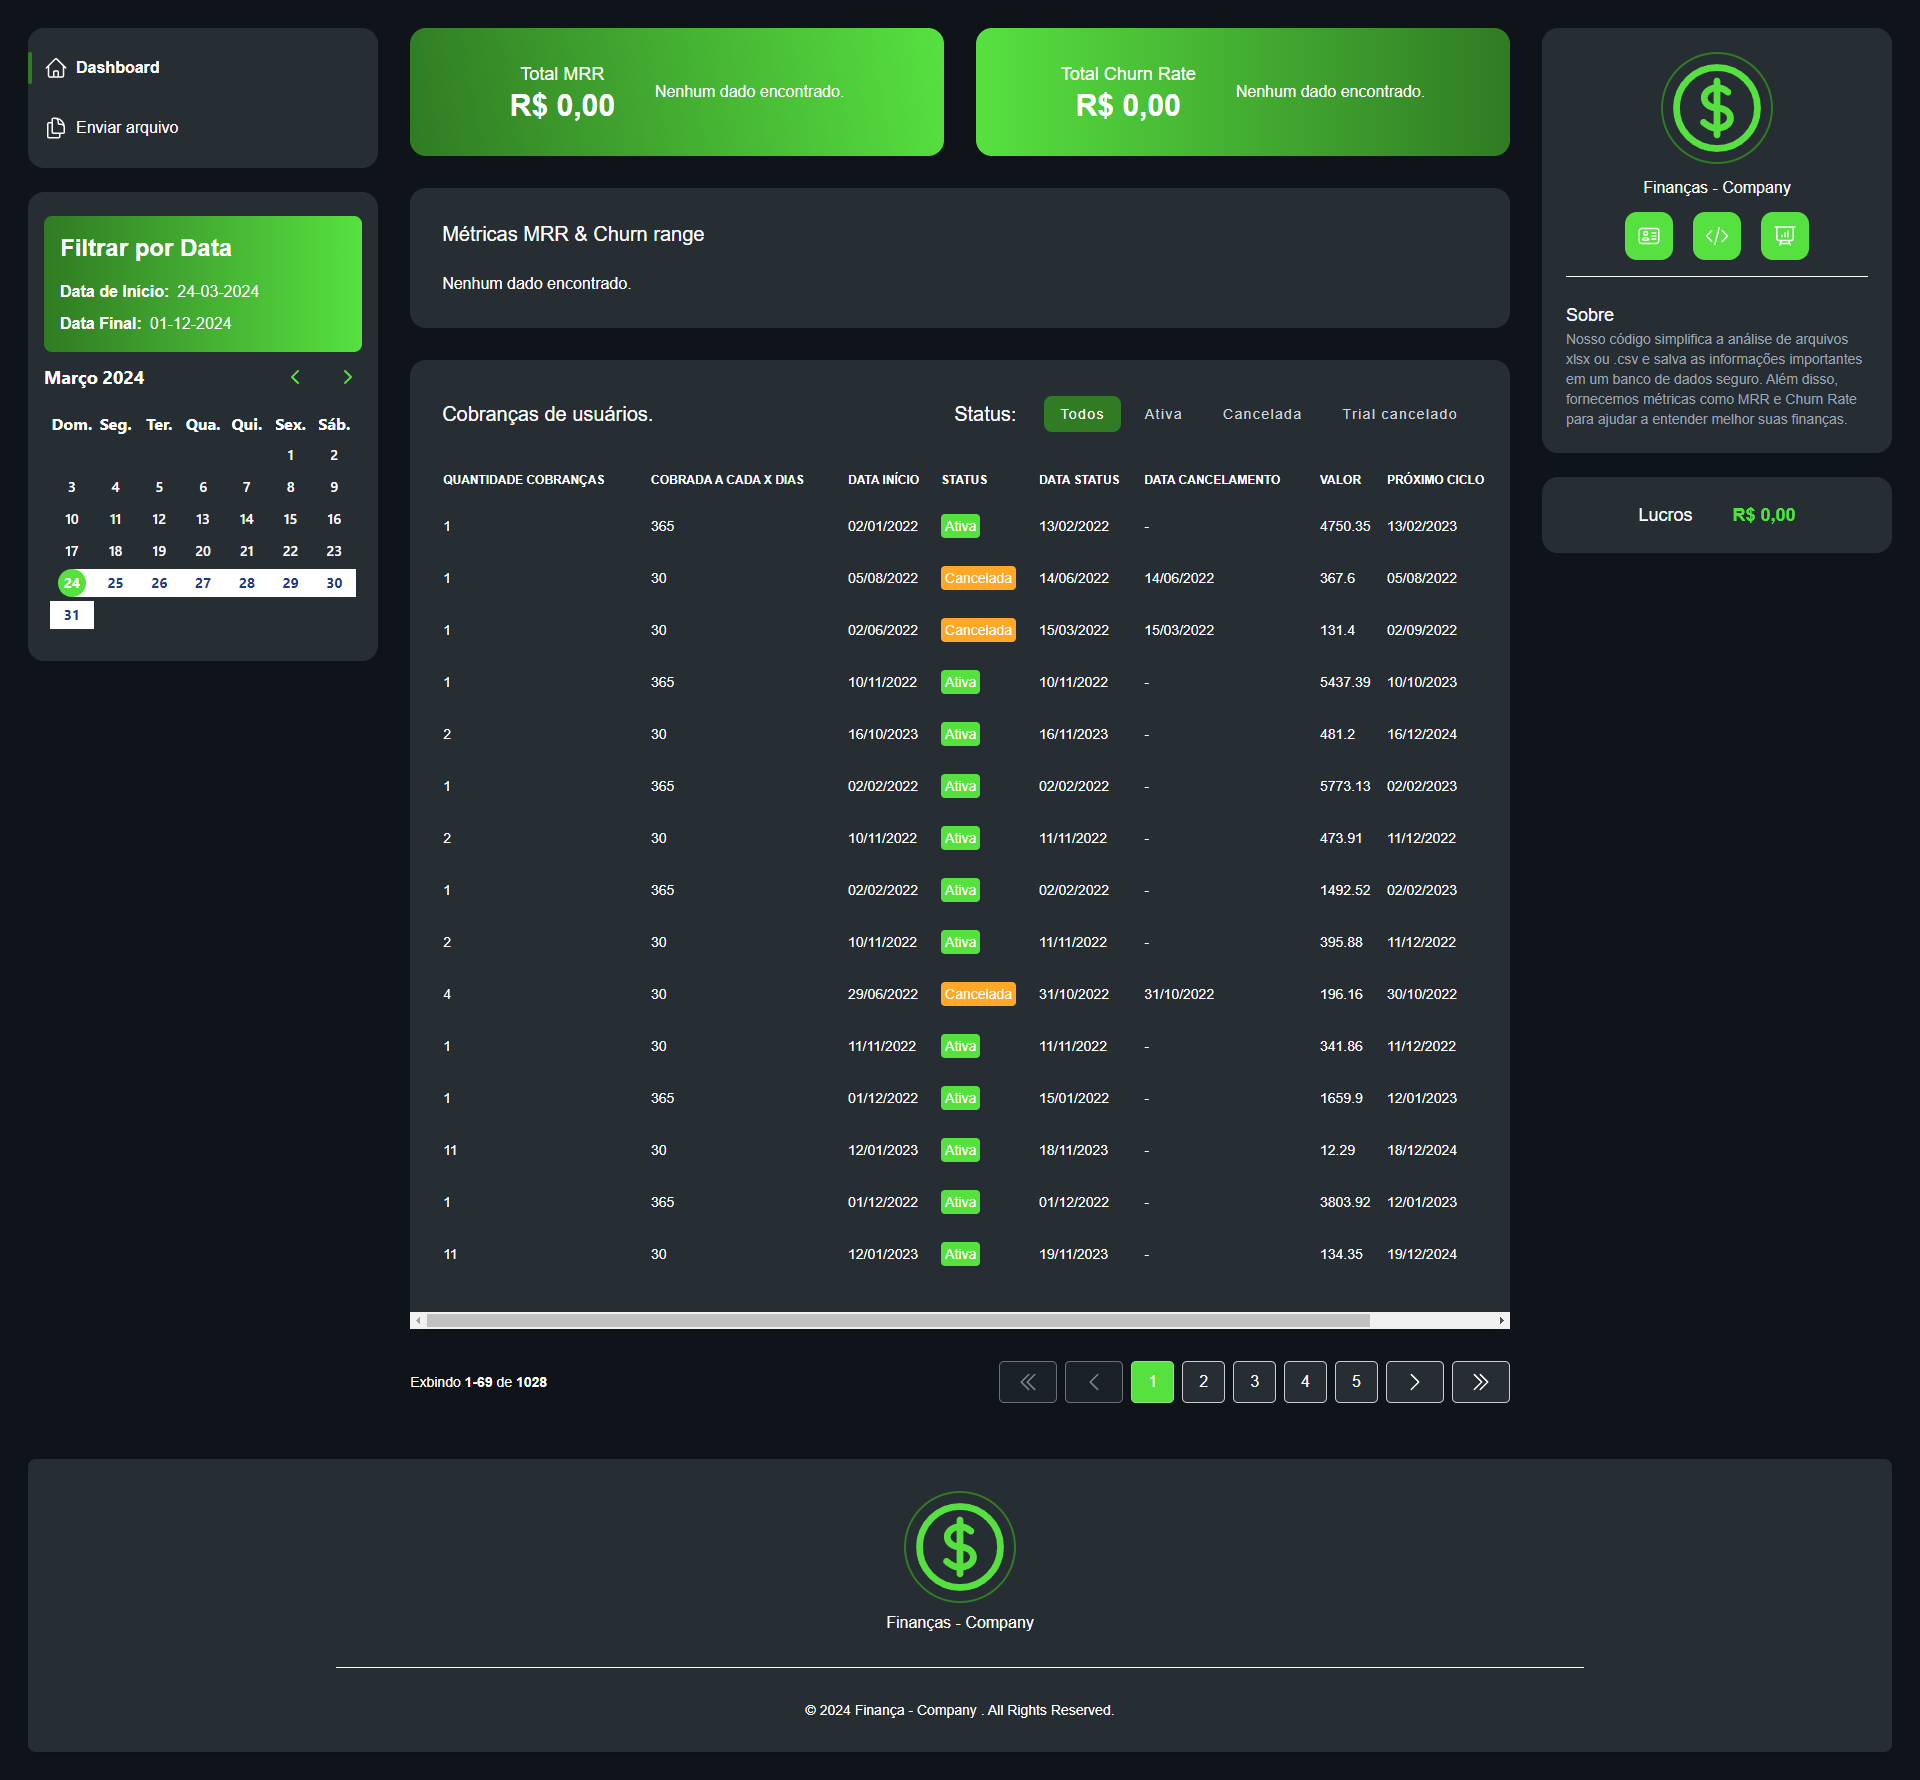 Dashboard
Enviar arquivo
Filtrar por Data
Data de Início: 24-03-2024
Data Final: 01-12-2024
Março 2024
Dom. Seg. Ter. Qua. Qui. Sex. Sáb.
1 2
3 4 5 6 7 8 9
10 11 12 13 14 15 16
17 18 19 20 21 22 23
24 25 26 27 28 29 30
31
Total MRR
R$ 0,00
Nenhum dado encontrado.
Total Churn Rate
R$ 0,00
Nenhum dado encontrado.
Métricas MRR & Churn range
Nenhum dado encontrado.
Cobranças de usuários.
Status: Todos Ativa Cancelada Trial cancelado
QUANTIDADE COBRANÇAS COBRADA A CADA X DIAS DATA INÍCIO STATUS DATA STATUS DATA CANCELAMENTO VALOR PRÓXIMO CICLO
1 365 02/01/2022 Ativa 13/02/2022 - 4750.35 13/02/2023
1 30 05/08/2022 Cancelada 14/06/2022 14/06/2022 367.6 05/08/2022
1 30 02/06/2022 Cancelada 15/03/2022 15/03/2022 131.4 02/09/2022
1 365 10/11/2022 Ativa 10/11/2022 - 5437.39 10/10/2023
2 30 16/10/2023 Ativa 16/11/2023 - 481.2 16/12/2024
1 365 02/02/2022 Ativa 02/02/2022 - 5773.13 02/02/2023
2 30 10/11/2022 Ativa 11/11/2022 - 473.91 11/12/2022
1 365 02/02/2022 Ativa 02/02/2022 - 1492.52 02/02/2023
2 30 10/11/2022 Ativa 11/11/2022 - 395.88 11/12/2022
4 30 29/06/2022 Cancelada 31/10/2022 31/10/2022 196.16 30/10/2022
1 30 11/11/2022 Ativa 11/11/2022 - 341.86 11/12/2022
1 365 01/12/2022 Ativa 15/01/2022 - 1659.9 12/01/2023
11 30 12/01/2023 Ativa 18/11/2023 - 12.29 18/12/2024
1 365 01/12/2022 Ativa 01/12/2022 - 3803.92 12/01/2023
11 30 12/01/2023 Ativa 19/11/2023 - 134.35 19/12/2024
Exbindo 1-69 de 1028
1 2 3 4 5
Finanças - Company
Sobre
Nosso código simplifica a análise de arquivos
xlsx ou .csv e salva as informações importantes
em um banco de dados seguro. Além disso,
fornecemos métricas como MRR e Churn Rate
para ajudar a entender melhor suas finanças.
Lucros R$ 0,00
Finanças - Company
© 2024 Finança - Company . All Rights Reserved.